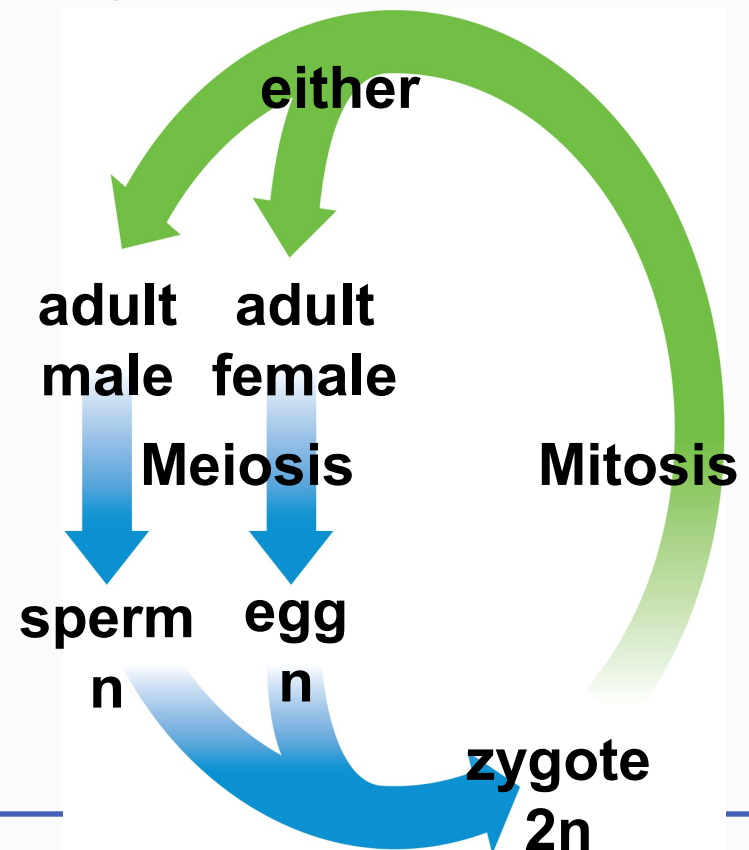 either
adult adult
male female
Meiosis Mitosis
sperm egg
n n
zygote
2n